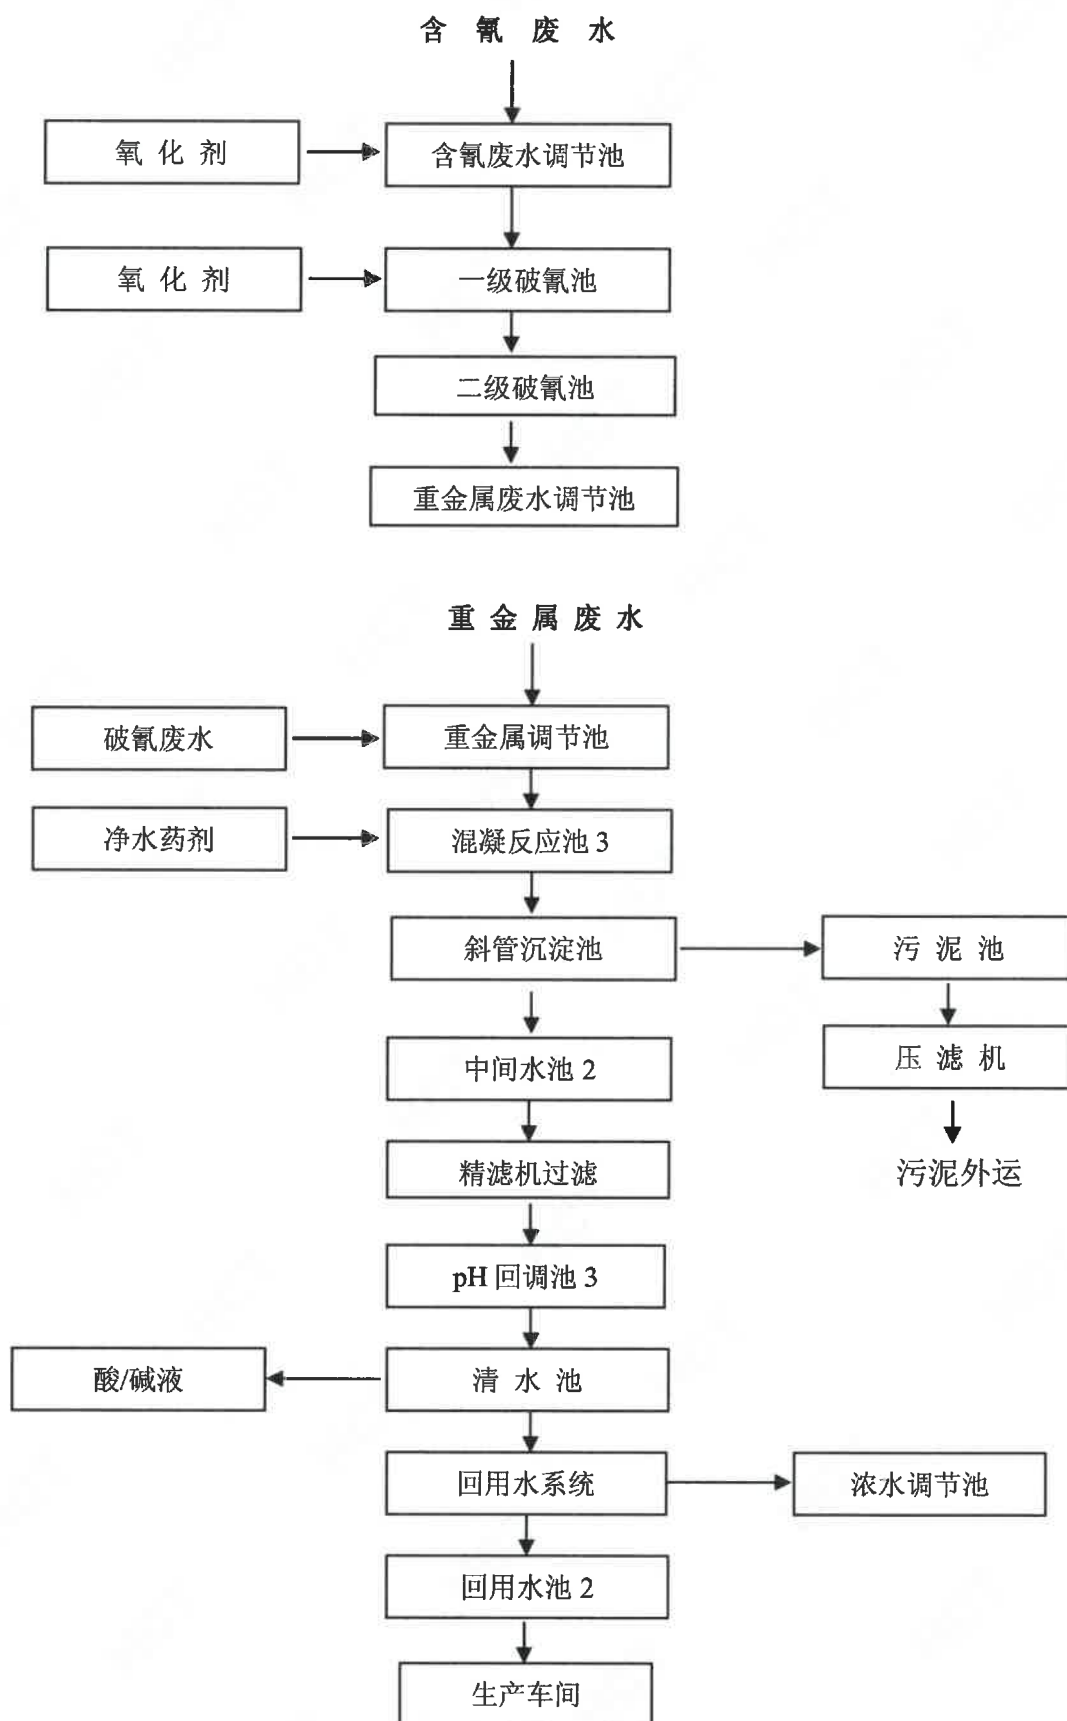 含 氰 废 水
氧 化 剂
含氰废水调节池
氧 化 剂
一级破氰池
二级破氰池
重金属废水调节池
重 金 属 废 水
破氰废水
重金属调节池
净水药剂
混凝反应池 3
斜管沉淀池
污 泥 池
中间水池 2
压 滤 机
精滤机过滤
污泥外运
pH 回调池 3
酸/碱液
清 水 池
回用水系统
浓水调节池
回用水池 2
生产车间